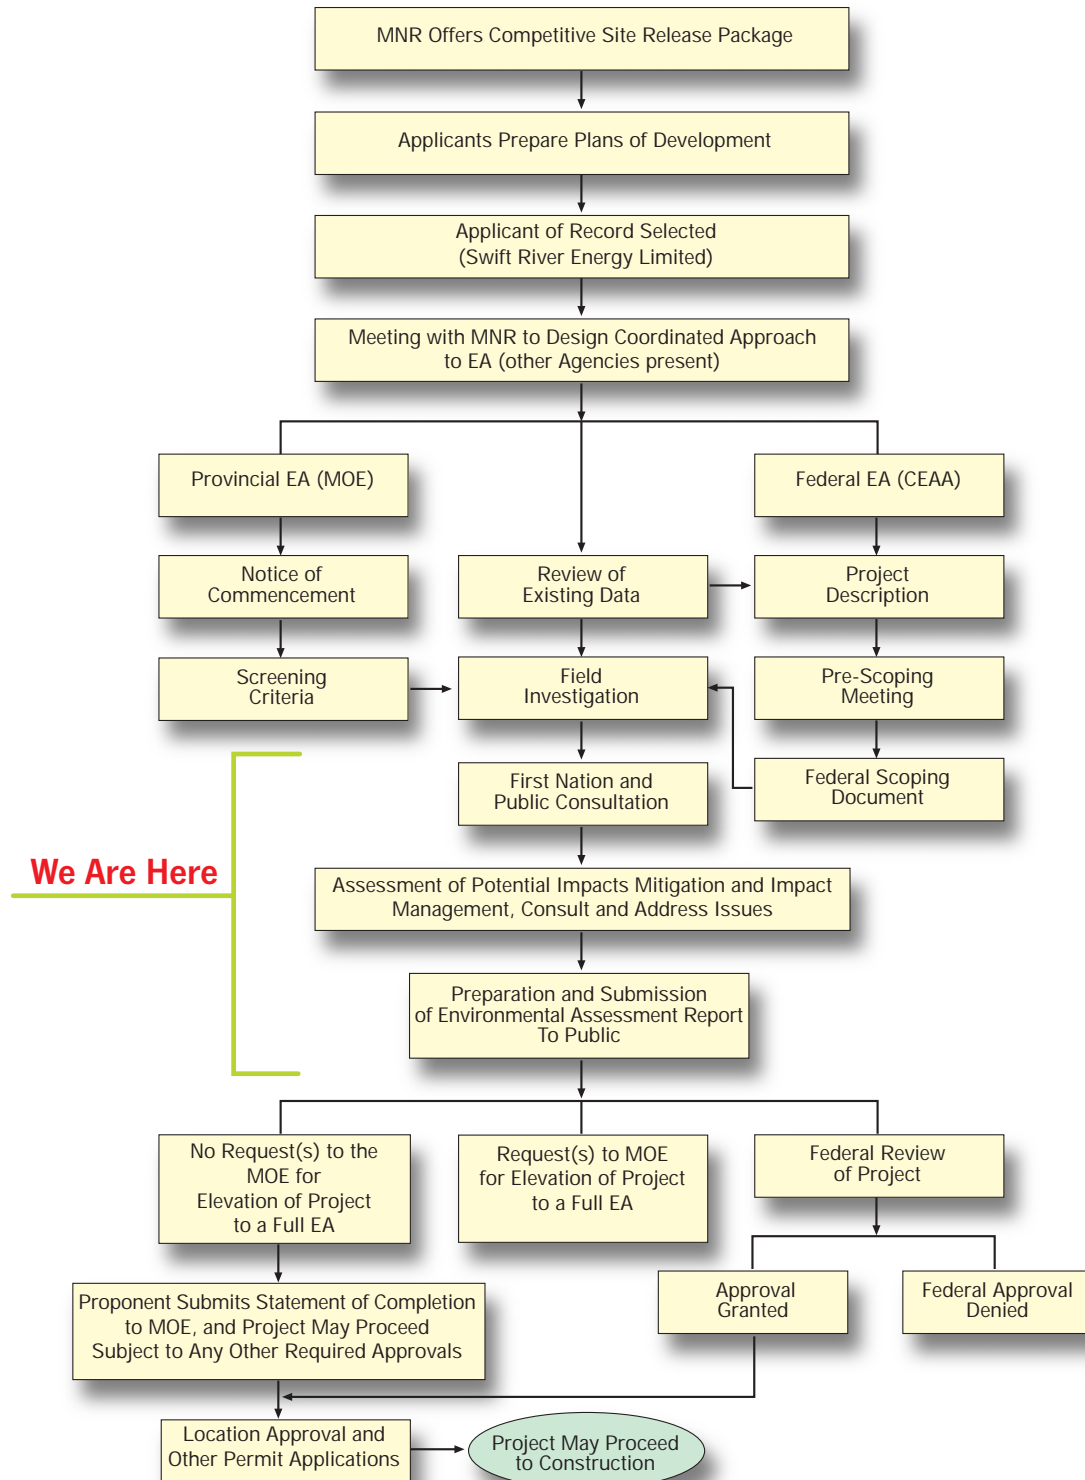 MNR Offers Competitive Site Release Package
Applicants Prepare Plans of Development
Applicant of Record Selected
(Swift River Energy Limited)
Meeting with MNR to Design Coordinated Approach
to EA (other Agencies present)
Provincial EA (MOE)
Federal EA (CEAA)
Notice of
Commencement
Review of
Existing Data
Project
Description
Screening
Criteria
Field
Investigation
Pre-Scoping
Meeting
First Nation and
Public Consultation
Federal Scoping
Document
We Are Here
Assessment of Potential Impacts Mitigation and Impact
Management, Consult and Address Issues
Preparation and Submission
of Environmental Assessment Report
To Public
No Request(s) to the
MOE for
Elevation of Project
to a Full EA
Request(s) to MOE
for Elevation of Project
to a Full EA
Federal Review
of Project
Approval
Granted
Federal Approval
Denied
Proponent Submits Statement of Completion
to MOE, and Project May Proceed
Subject to Any Other Required Approvals
Location Approval and
Other Permit Applications
Project May Proceed
to Construction